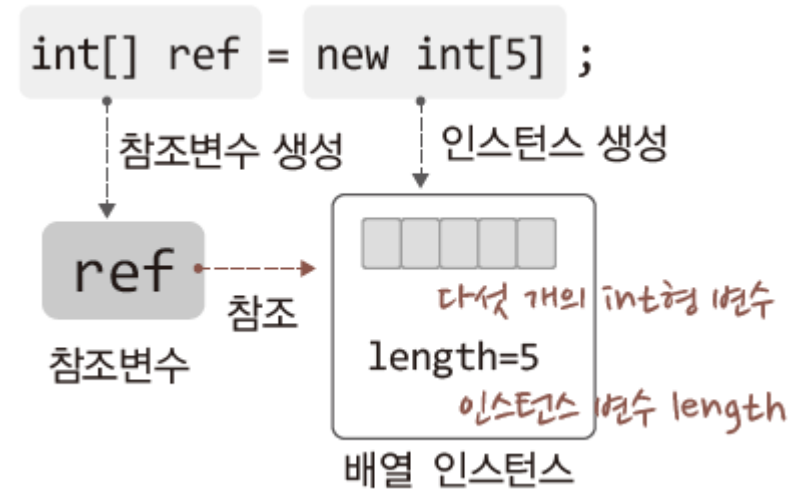 int[] ref = new int[5] ;
참조변수 생성
인스턴스 생성
ref
참조
다섯 개의 int형 변수
참조변수
length=5
인스턴스 변수 length
배열 인스턴스